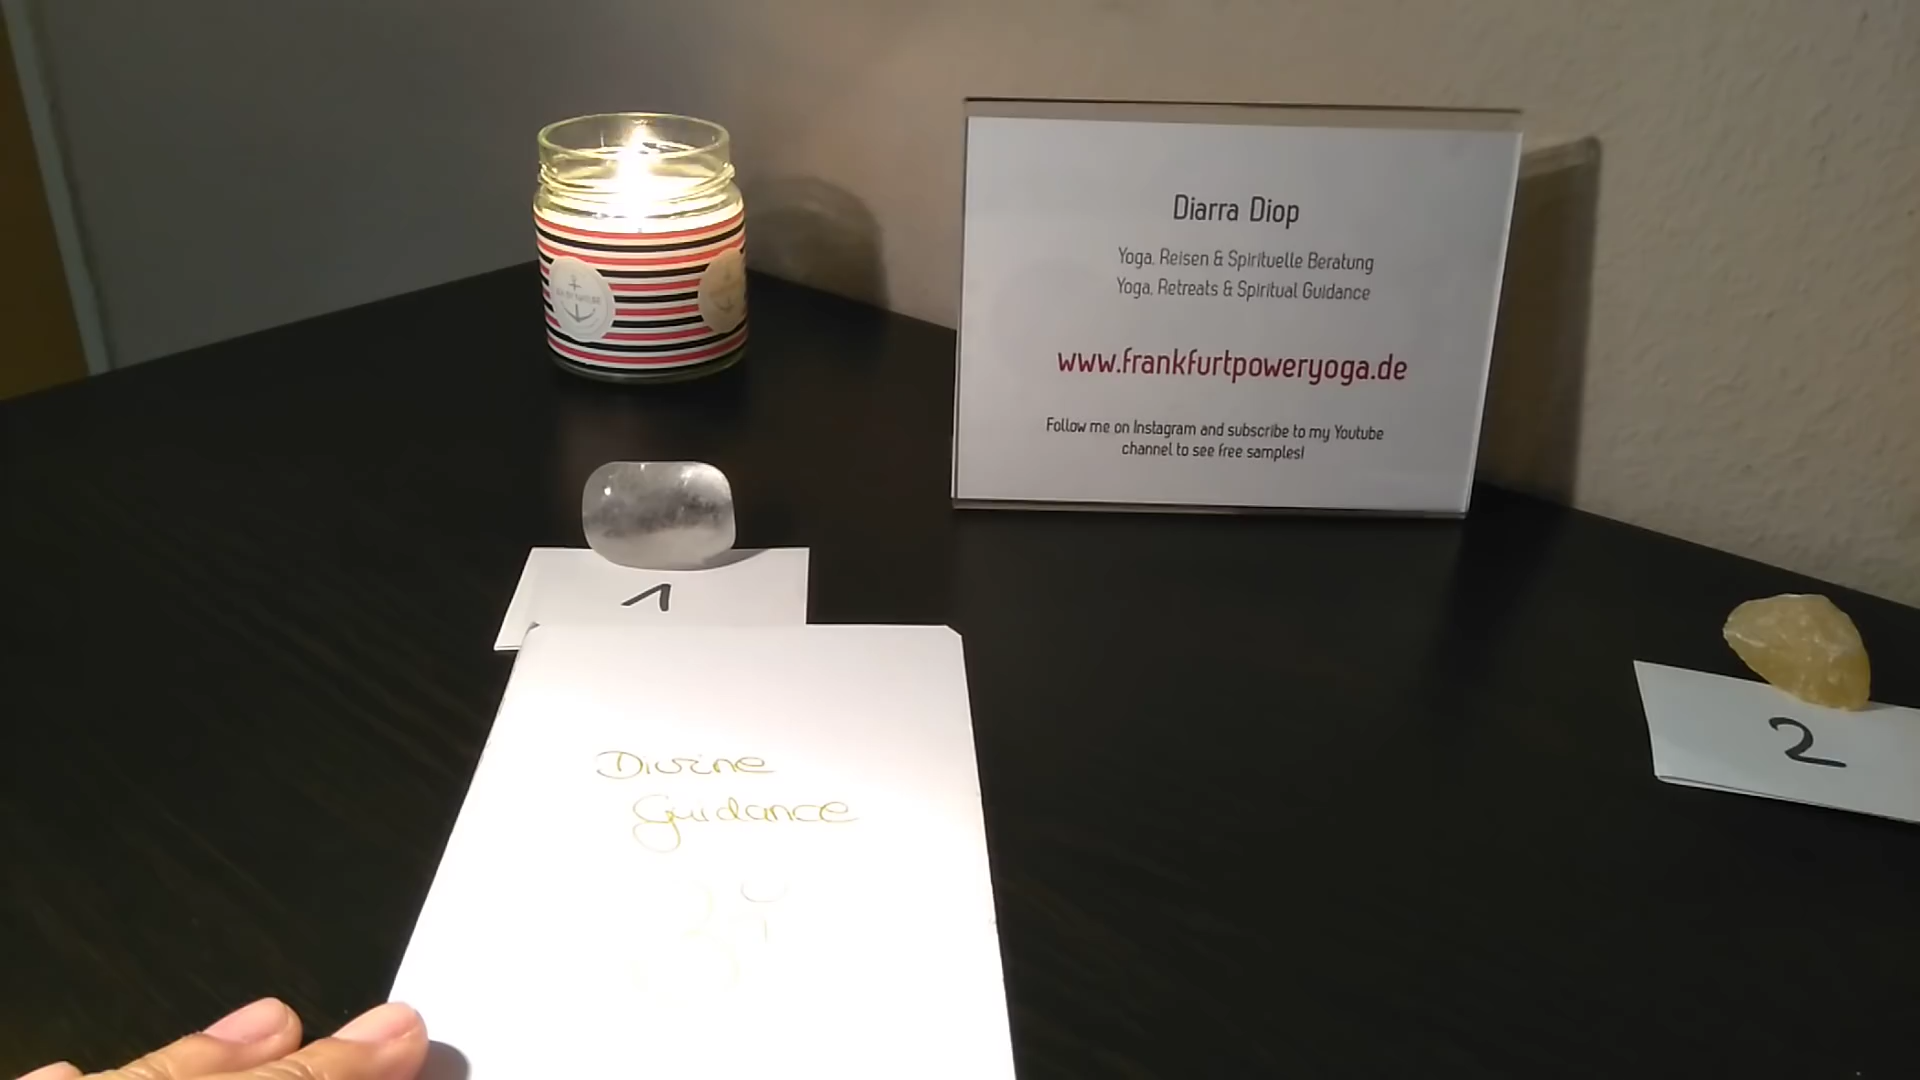 Diarra Diop
Yoga, Reisen & Spirituelle Beratung
Yoga, Retreats & Spiritual Guidance
www.frankfurtpoweryoga.de
Follow me on Instagram and subscribe to my Youtube
channel to see free samples!
1
2
Divine
Guidance